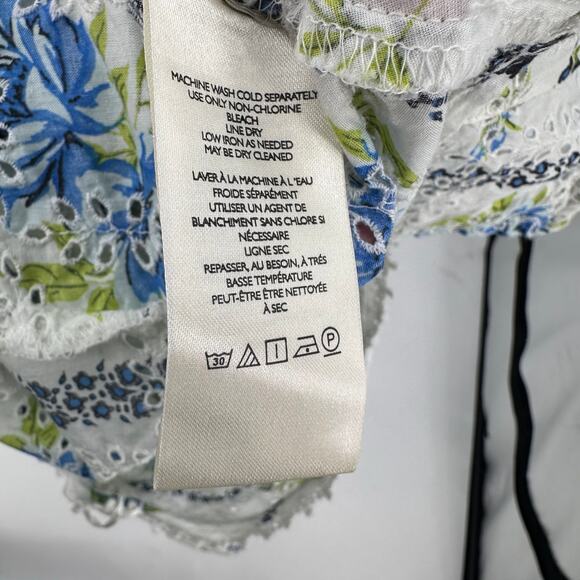 MACHINE WASH COLD SEPARATELY
USE ONLY NON-CHLORINE
BLEACH
LINE DRY
LOW IRON AS NEEDED
MAY BE DRY CLEANED
LAVER À LA MACHINE À L'EAU
FROIDE SÉPARÉMENT
UTILISER UN AGENT DE
BLANCHIMENT SANS CHLORE SI
NÉCESSAIRE
LIGNE SEC
REPASSER, AU BESOIN, À TRÉS
BASSE TEMPÉRATURE
PEUT-ÊTRE ÊTRE NETTOYÉE
À SEC
30 P